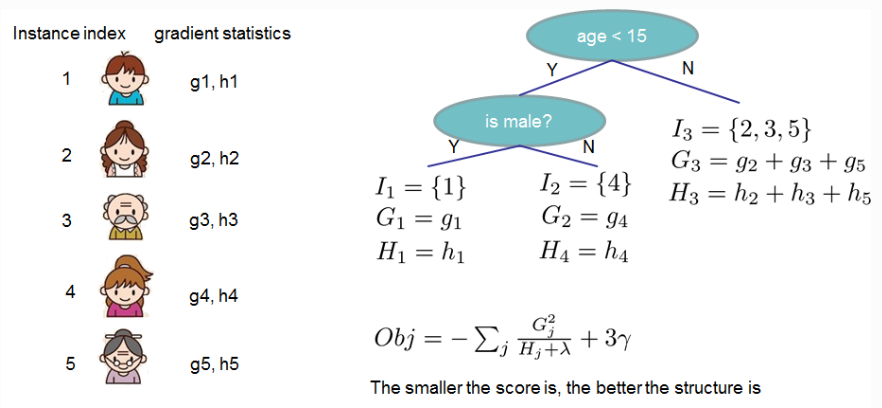 Instance index gradient statistics
1 g1, h1
2 g2, h2
3 g3, h3
4 g4, h4
5 g5, h5
age < 15
Y N
is male?
Y N
I₁ = {1}
G₁ = g₁
H₁ = h₁
I₂ = {4}
G₂ = g₄
H₄ = h₄
I₃ = {2, 3, 5}
G₃ = g₂ + g₃ + g₅
H₃ = h₂ + h₃ + h₅
Obj = −∑ⱼ Gⱼ²/(Hⱼ+λ) + 3γ
The smaller the score is, the better the structure is